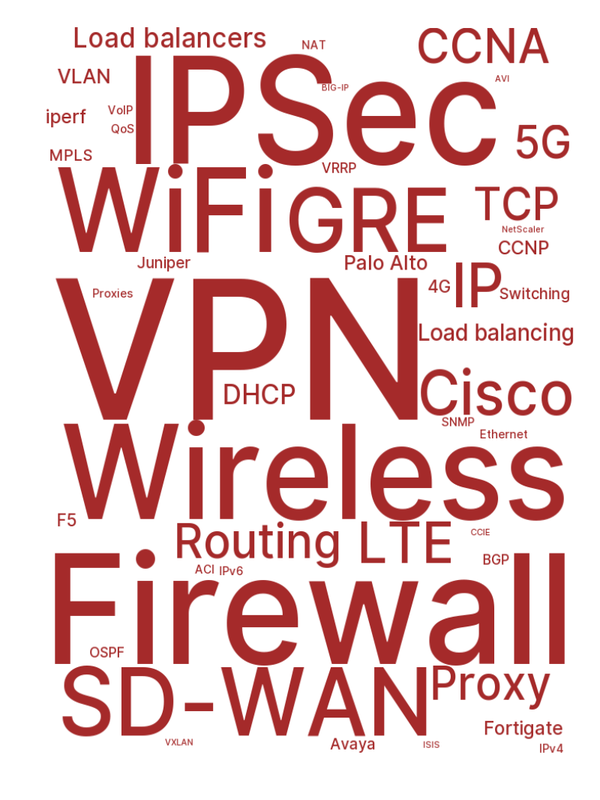 Load balancers
NAT
CCNA
VLAN
IPSec
BIG-IP
AVI
iperf
VoIP
QoS
5G
MPLS
VRRP
WiFi
GRE
TCP
NetScaler
CCNP
Juniper
Palo Alto
Proxies
VPN
4G
IP
Switching
Load balancing
DHCP
Cisco
SNMP
Ethernet
Wireless
F5
Routing
LTE
CCIE
BGP
ACI
IPv6
Firewall
OSPF
SD-WAN
Proxy
Fortigate
VXLAN
Avaya
ISIS
IPv4